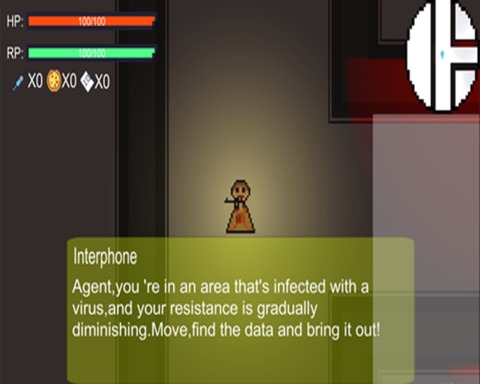 HP: 100/100
RP: 100/100
X0 X0 X0
Interphone
Agent,you 're in an area that's infected with a
virus,and your resistance is gradually
diminishing.Move,find the data and bring it out!